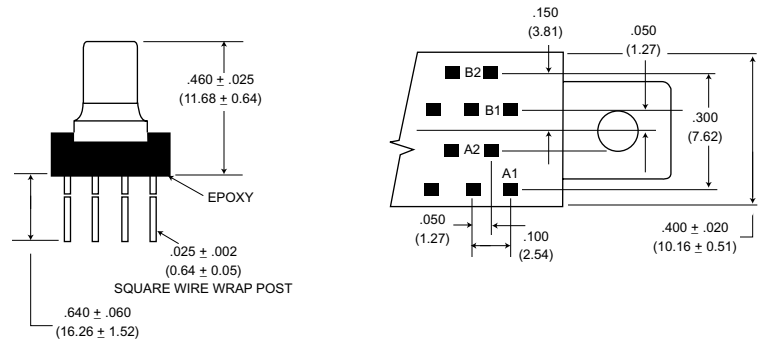 .460 ± .025
(11.68 ± 0.64)
EPOXY
.025 ± .002
(0.64 ± 0.05)
SQUARE WIRE WRAP POST
.640 ± .060
(16.26 ± 1.52)
.150
(3.81)
.050
(1.27)
B2
B1
A2
A1
.300
(7.62)
.050
(1.27)
.100
(2.54)
.400 ± .020
(10.16 ± 0.51)